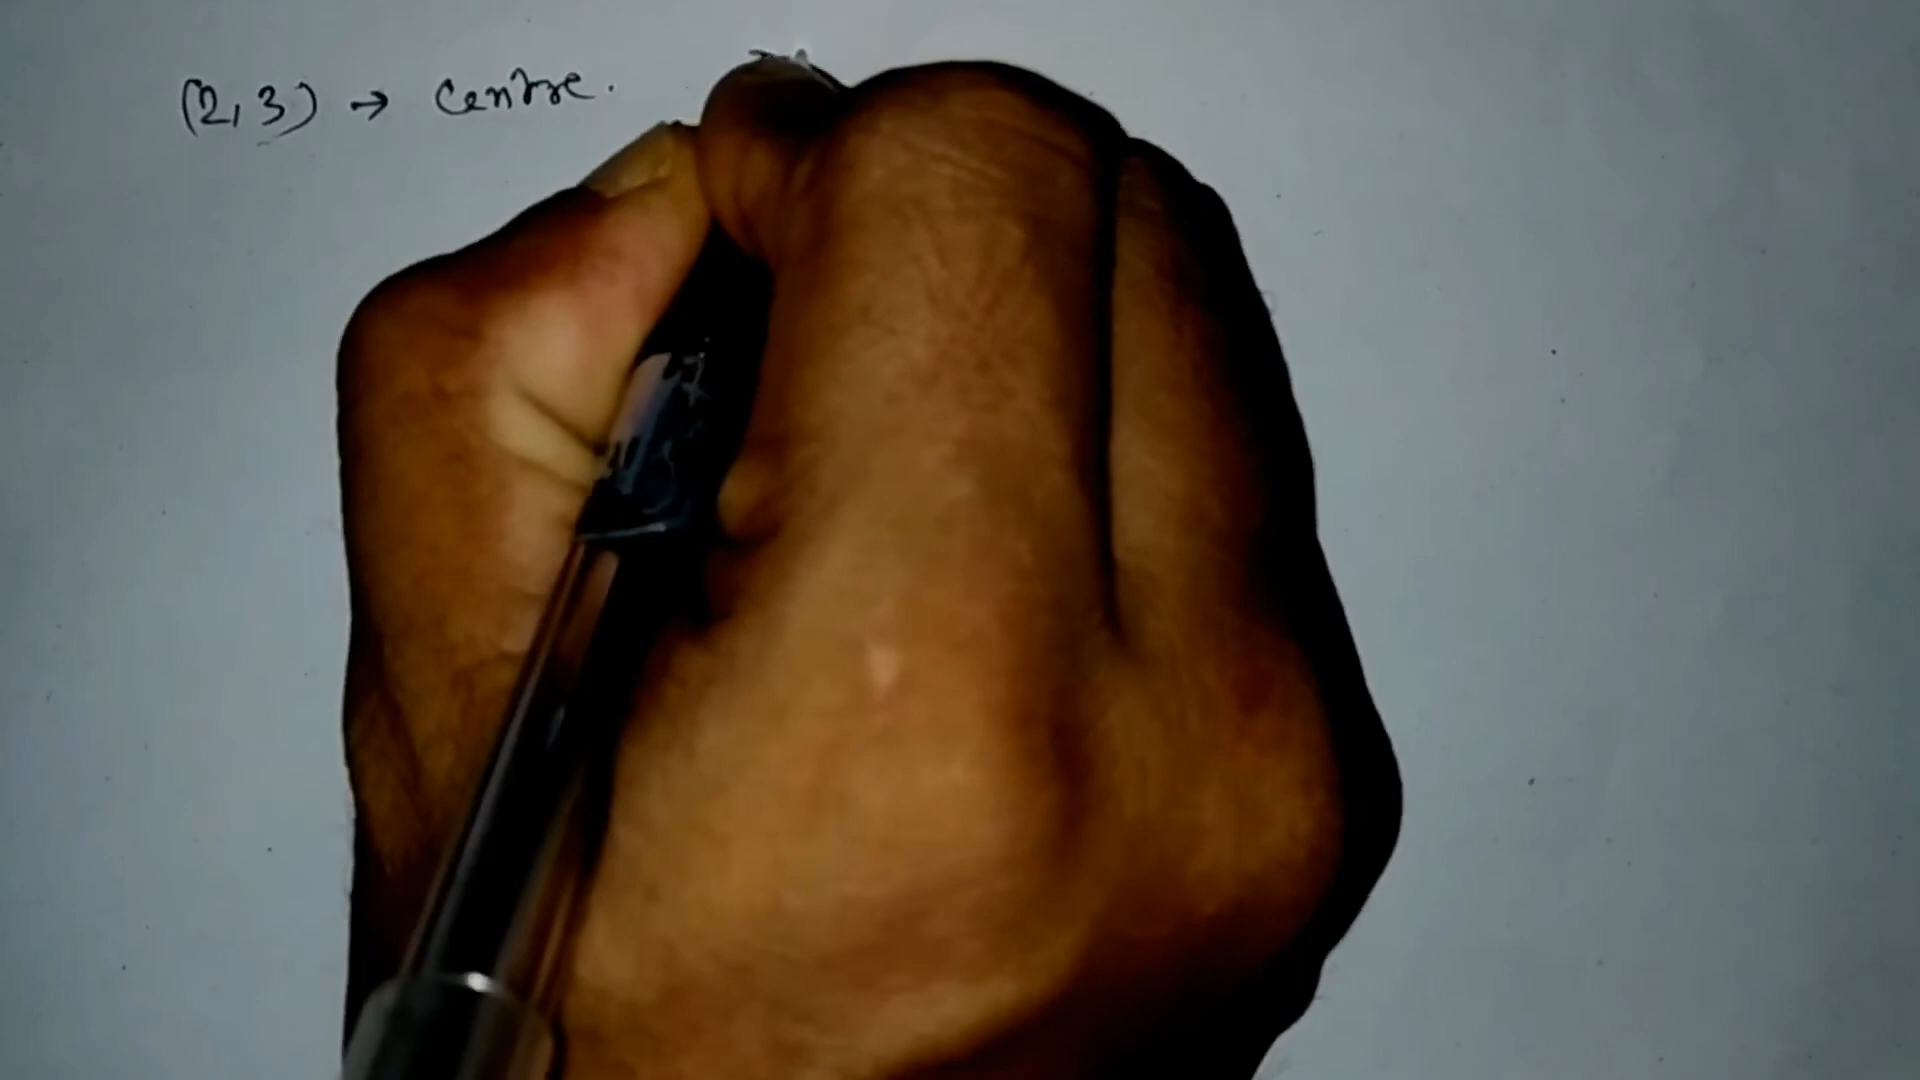 (2,3) → Centre.